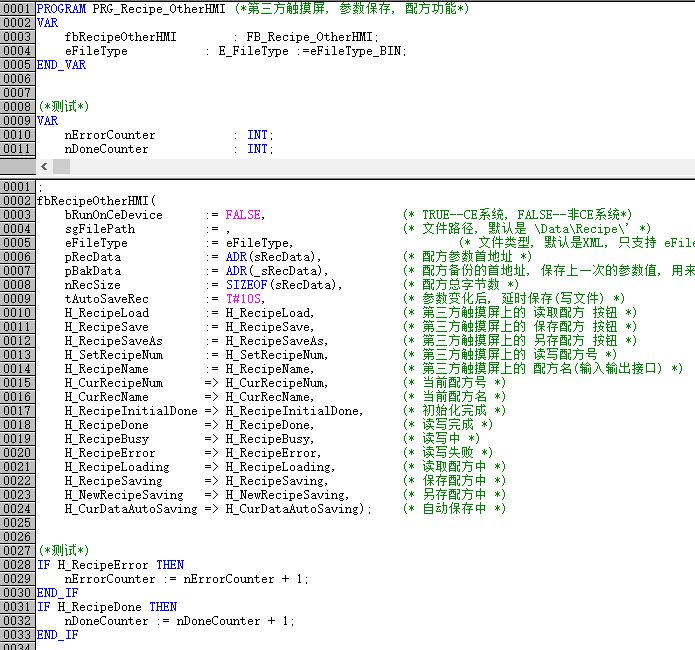 0001 PROGRAM PRG_Recipe_OtherHMI (*第三方触摸屏, 参数保存, 配方功能*)
0002 VAR
0003 fbRecipeOtherHMI : FB_Recipe_OtherHMI;
0004 eFileType : E_FileType :=eFileType_BIN;
0005 END_VAR
0006
0007
0008 (*测试*)
0009 VAR
0010 nErrorCounter : INT;
0011 nDoneCounter : INT;
0001 ;
0002 fbRecipeOtherHMI(
0003 bRunOnCeDevice := FALSE, (* TRUE--CE系统, FALSE--非CE系统*)
0004 sgFilePath := , (* 文件路径, 默认是 \Data\Recipe\' *)
0005 eFileType := eFileType, (* 文件类型, 默认是XML, 只支持 eFile
0006 pRecData := ADR(sRecData), (* 配方参数首地址 *)
0007 pBakData := ADR(_sRecData), (* 配方备份的首地址, 保存上一次的参数值, 用来
0008 nRecSize := SIZEOF(sRecData), (* 配方总字节数 *)
0009 tAutoSaveRec := T#10S, (* 参数变化后, 延时保存(写文件) *)
0010 H_RecipeLoad := H_RecipeLoad, (* 第三方触摸屏上的 读取配方 按钮 *)
0011 H_RecipeSave := H_RecipeSave, (* 第三方触摸屏上的 保存配方 按钮 *)
0012 H_RecipeSaveAs := H_RecipeSaveAs, (* 第三方触摸屏上的 另存配方 按钮 *)
0013 H_SetRecipeNum := H_SetRecipeNum, (* 第三方触摸屏上的 读写配方号 *)
0014 H_RecipeName := H_RecipeName, (* 第三方触摸屏上的 配方名(输入输出接口) *)
0015 H_CurRecipeNum => H_CurRecipeNum, (* 当前配方号 *)
0016 H_CurRecName => H_CurRecName, (* 当前配方名 *)
0017 H_RecipeInitialDone => H_RecipeInitialDone, (* 初始化完成 *)
0018 H_RecipeDone => H_RecipeDone, (* 读写完成 *)
0019 H_RecipeBusy => H_RecipeBusy, (* 读写中 *)
0020 H_RecipeError => H_RecipeError, (* 读写失败 *)
0021 H_RecipeLoading => H_RecipeLoading, (* 读取配方中 *)
0022 H_RecipeSaving => H_RecipeSaving, (* 保存配方中 *)
0023 H_NewRecipeSaving => H_NewRecipeSaving, (* 另存配方中 *)
0024 H_CurDataAutoSaving => H_CurDataAutoSaving); (* 自动保存中 *)
0025
0026
0027 (*测试*)
0028 IF H_RecipeError THEN
0029 nErrorCounter := nErrorCounter + 1;
0030 END_IF
0031 IF H_RecipeDone THEN
0032 nDoneCounter := nDoneCounter + 1;
0033 END_IF
0034